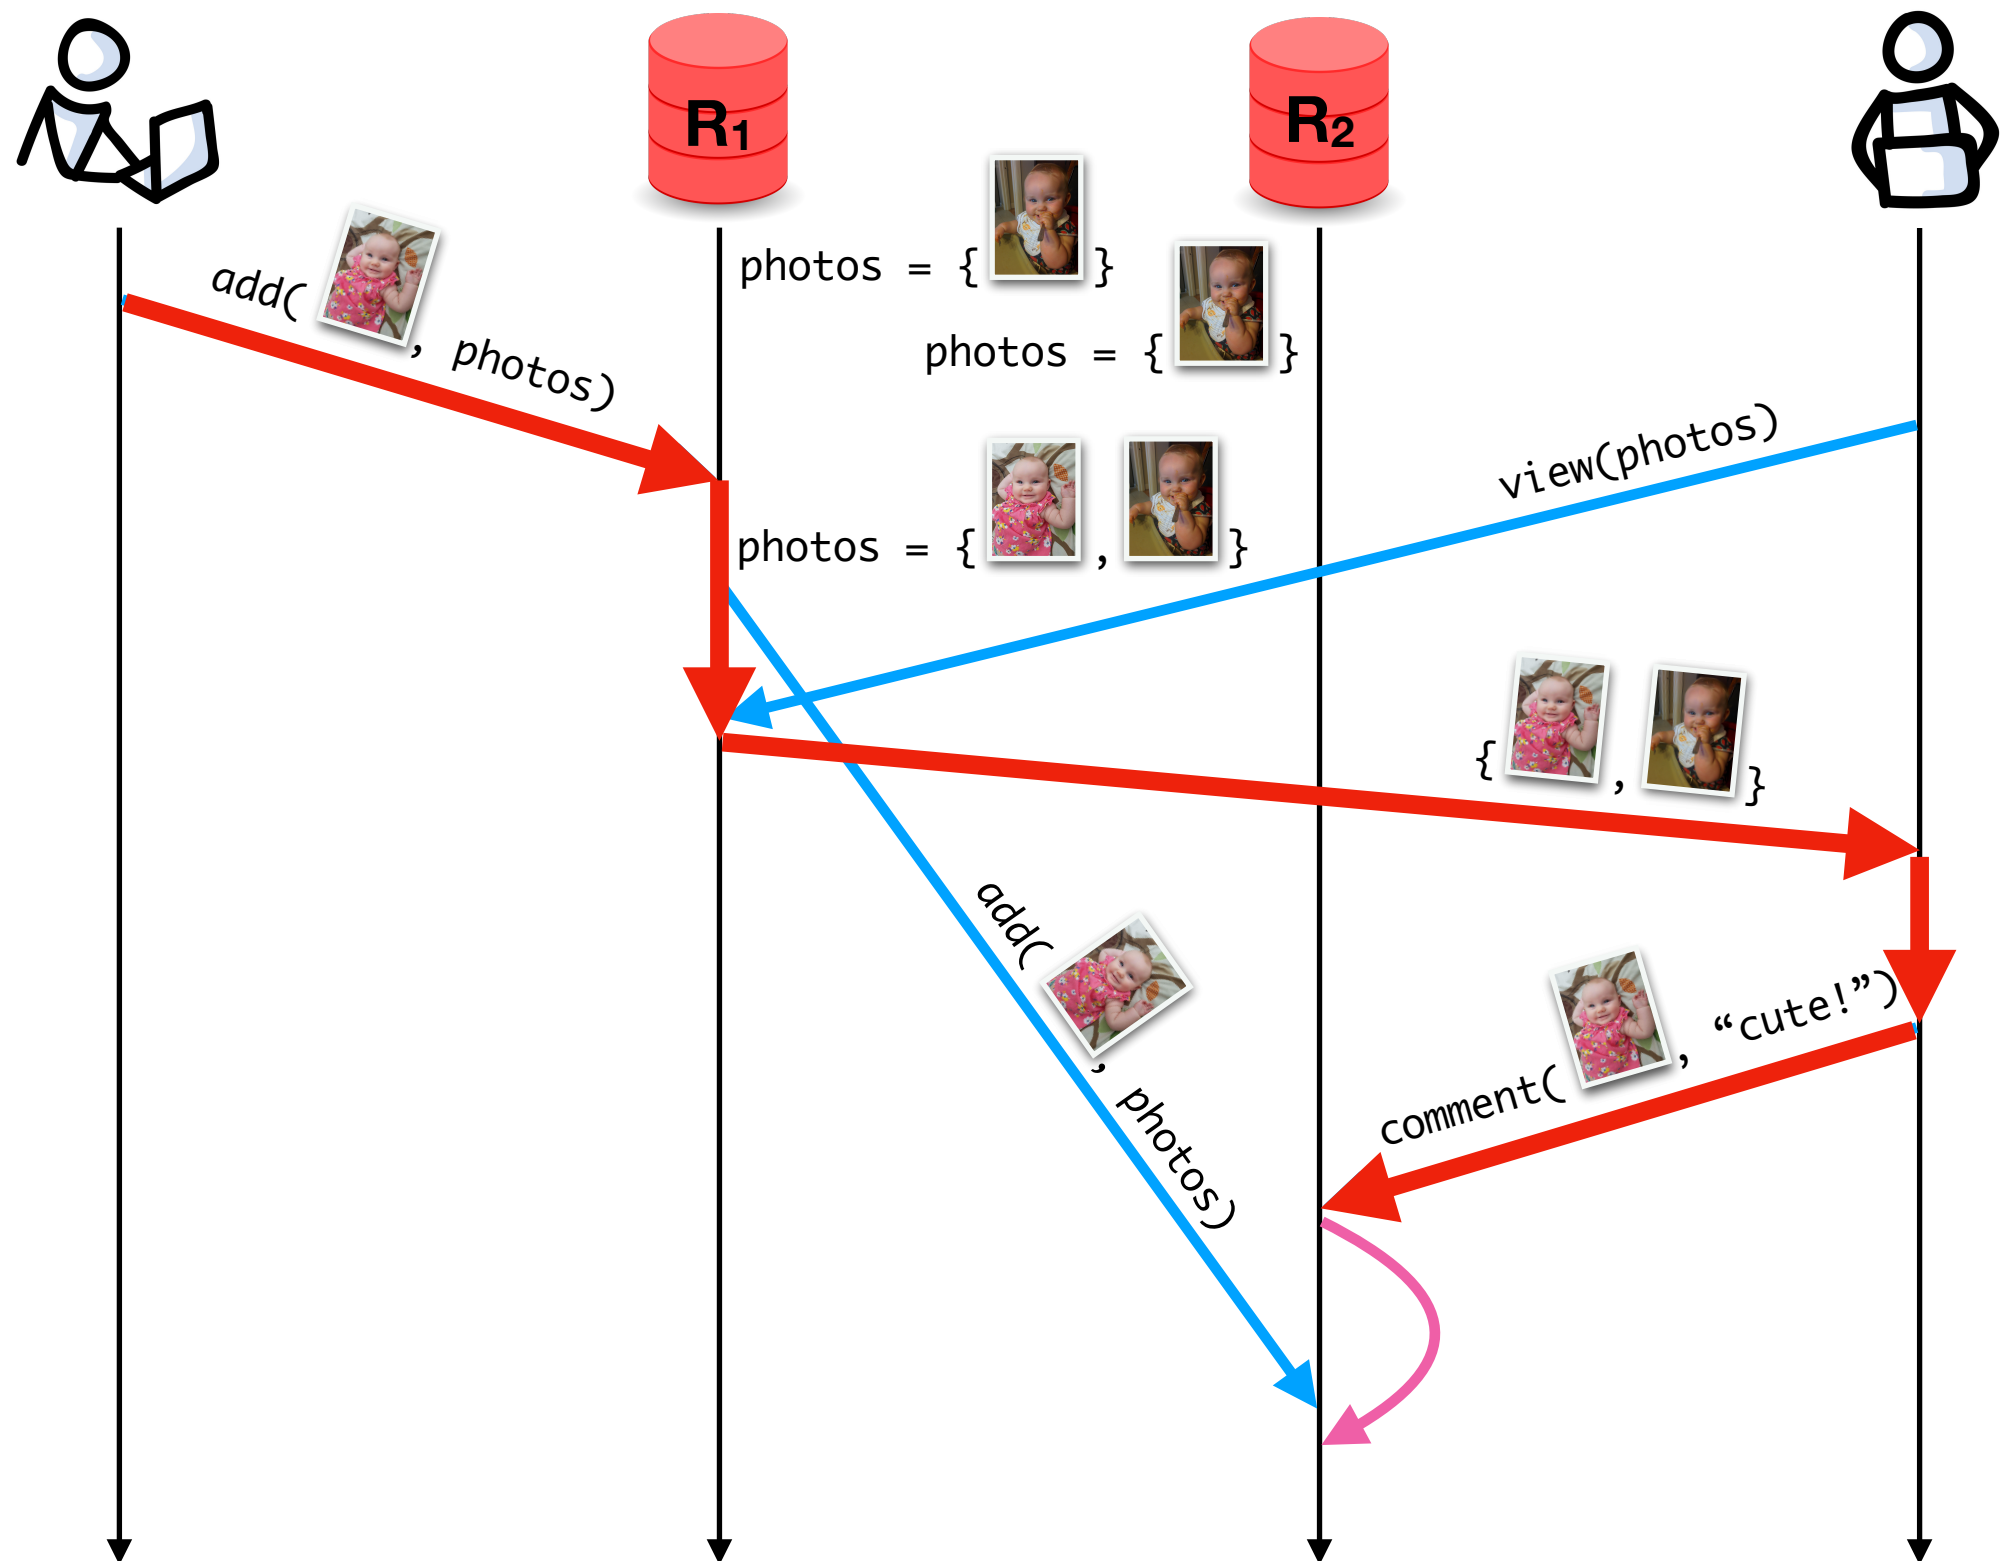 R1
R2
photos = { }
photos = { }
add( , photos)
view(photos)
photos = { , }
{ , }
add( , photos)
comment( , “cute!”)